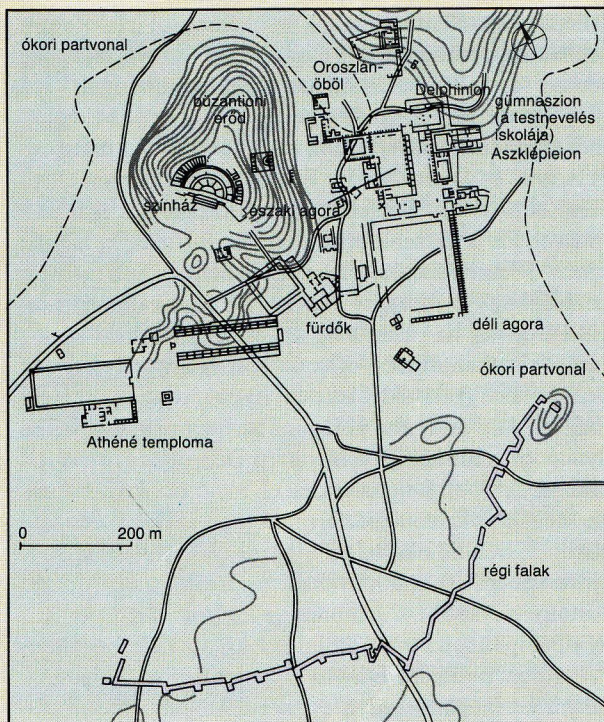 ókori partvonal
Oroszlán-
öböl
Delphinion
bűzantioni
erőd
gümnaszion
(a testnevelés
iskolája)
Aszklépieion
színház
északi agora
fürdők
déli agora
ókori partvonal
Athéné temploma
0 200 m
régi falak